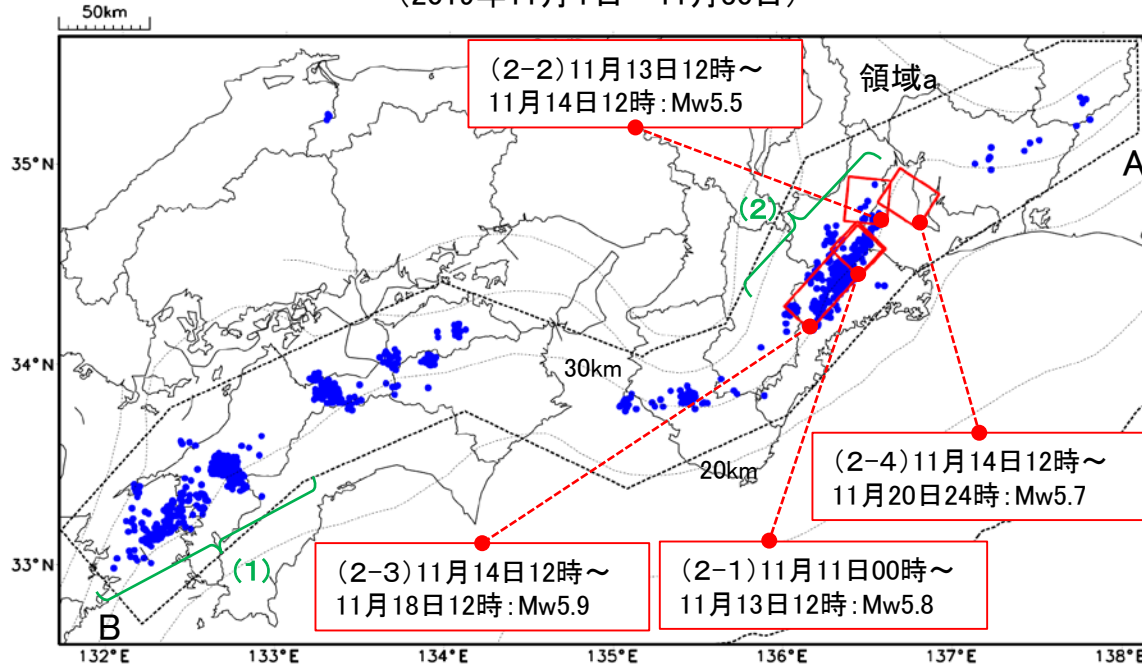 50km
(2-2)11月13日12時～
11月14日12時:Mw5.5
領域a
35°N
A
(2)
34°N
30km
20km
(2-4)11月14日12時～
11月20日24時:Mw5.7
33°N
(1)
(2-3)11月14日12時～
11月18日12時:Mw5.9
(2-1)11月11日00時～
11月13日12時:Mw5.8
B
132°E
133°E
134°E
135°E
136°E
137°E
138°E